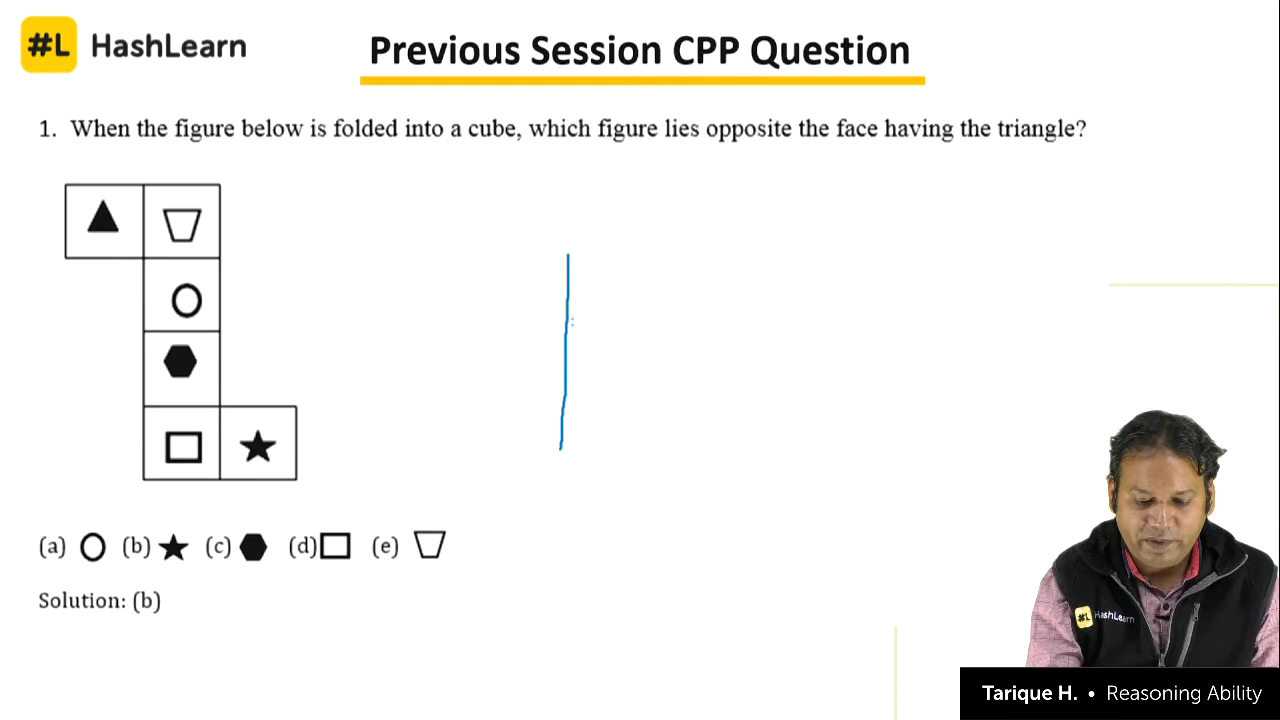 #L HashLearn
Previous Session CPP Question
1. When the figure below is folded into a cube, which figure lies opposite the face having the triangle?
(a) (b) (c) (d) (e)
Solution: (b)
#L HashLearn
Tarique H. • Reasoning Ability